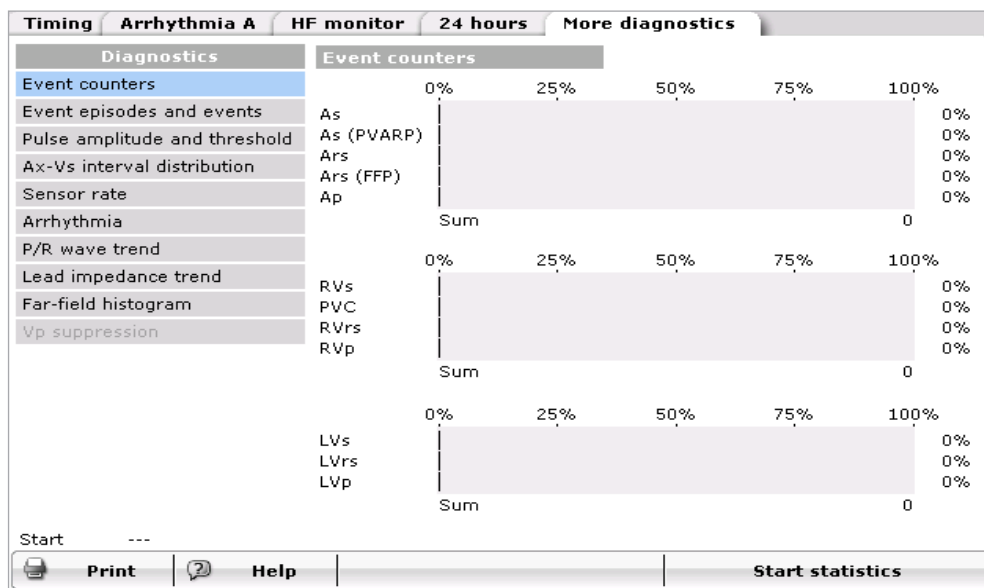 Timing Arrhythmia A HF monitor 24 hours More diagnostics
Diagnostics
Event counters
Event episodes and events
Pulse amplitude and threshold
Ax-Vs interval distribution
Sensor rate
Arrhythmia
P/R wave trend
Lead impedance trend
Far-field histogram
Vp suppression
Event counters
0% 25% 50% 75% 100%
As 0%
As (PVARP) 0%
Ars 0%
Ars (FFP) 0%
Ap 0%
Sum 0
0% 25% 50% 75% 100%
RVs 0%
PVC 0%
RVrs 0%
RVp 0%
Sum 0
0% 25% 50% 75% 100%
LVs 0%
LVrs 0%
LVp 0%
Sum 0
Start ---
Print Help Start statistics